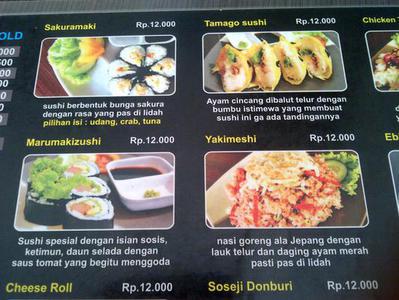 OLD
000
500
000
000
000
00
Sakuramaki Rp.12.000
sushi berbentuk bunga sakura
dengan rasa yang pas di lidah
pilihan isi : udang, crab, tuna
Tamago sushi Rp.12.000
Ayam cincang dibalut telur dengan
bumbu istimewa yang membuat
sushi ini ga ada tandingannya
Chicken
Marumakizushi Rp.12.000
Sushi spesial dengan isian sosis,
ketimun, daun selada dengan
saus tomat yang begitu menggoda
Yakimeshi Rp.12.000
nasi goreng ala Jepang dengan
lauk telur dan daging ayam merah
pasti pas di lidah
Eb
Cheese Roll Rp.12.000
Soseji Donburi Rp.12.000